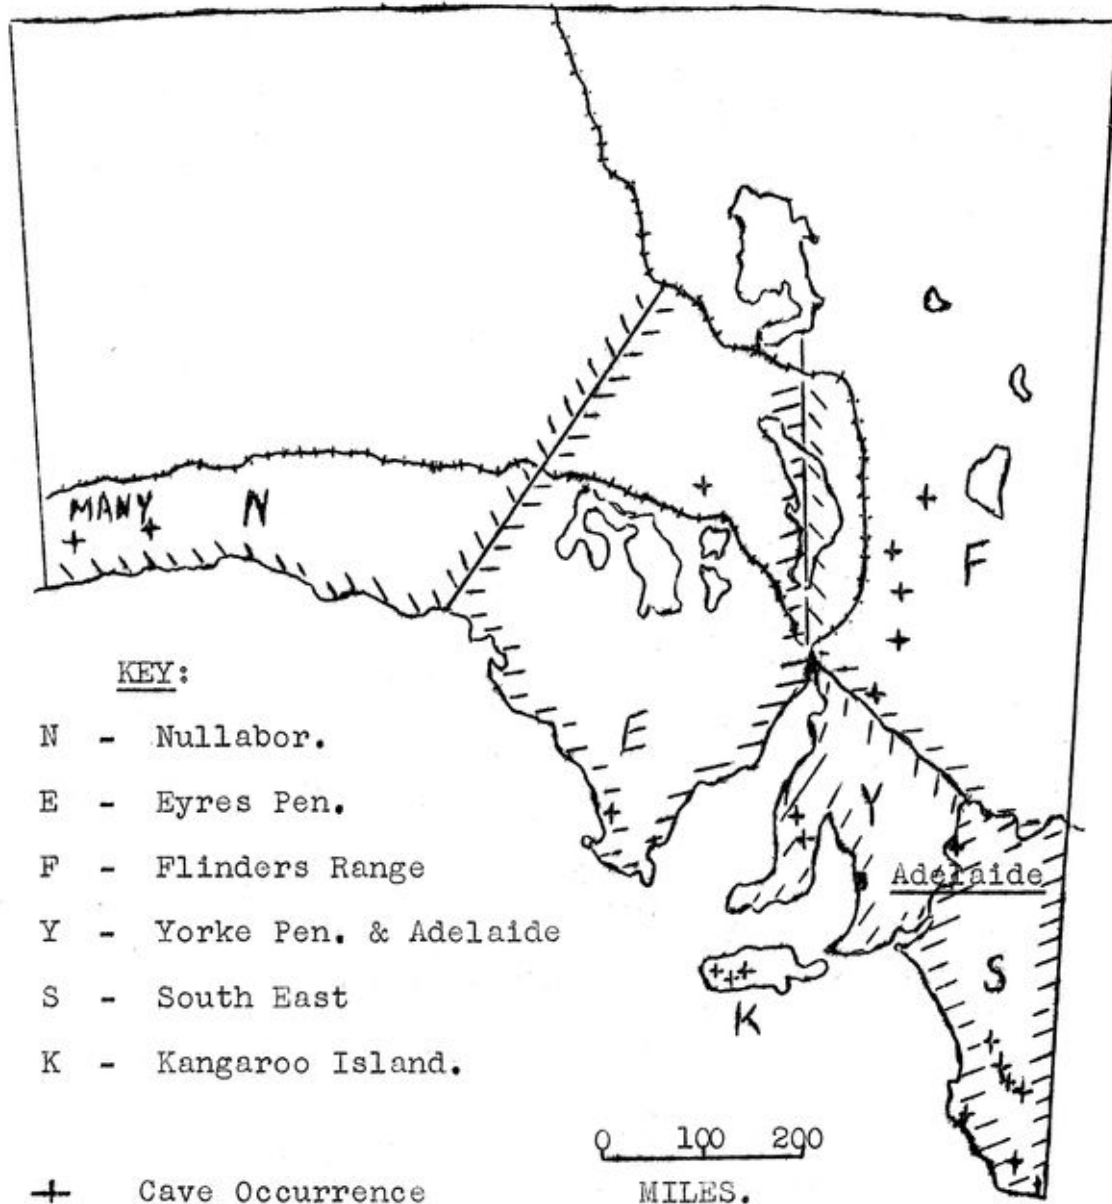 MANY N
F
E
Y
Adelaide
S
K
KEY:
N - Nullabor.
E - Eyres Pen.
F - Flinders Range
Y - Yorke Pen. & Adelaide
S - South East
K - Kangaroo Island.
0 100 200
MILES.
Cave Occurrence